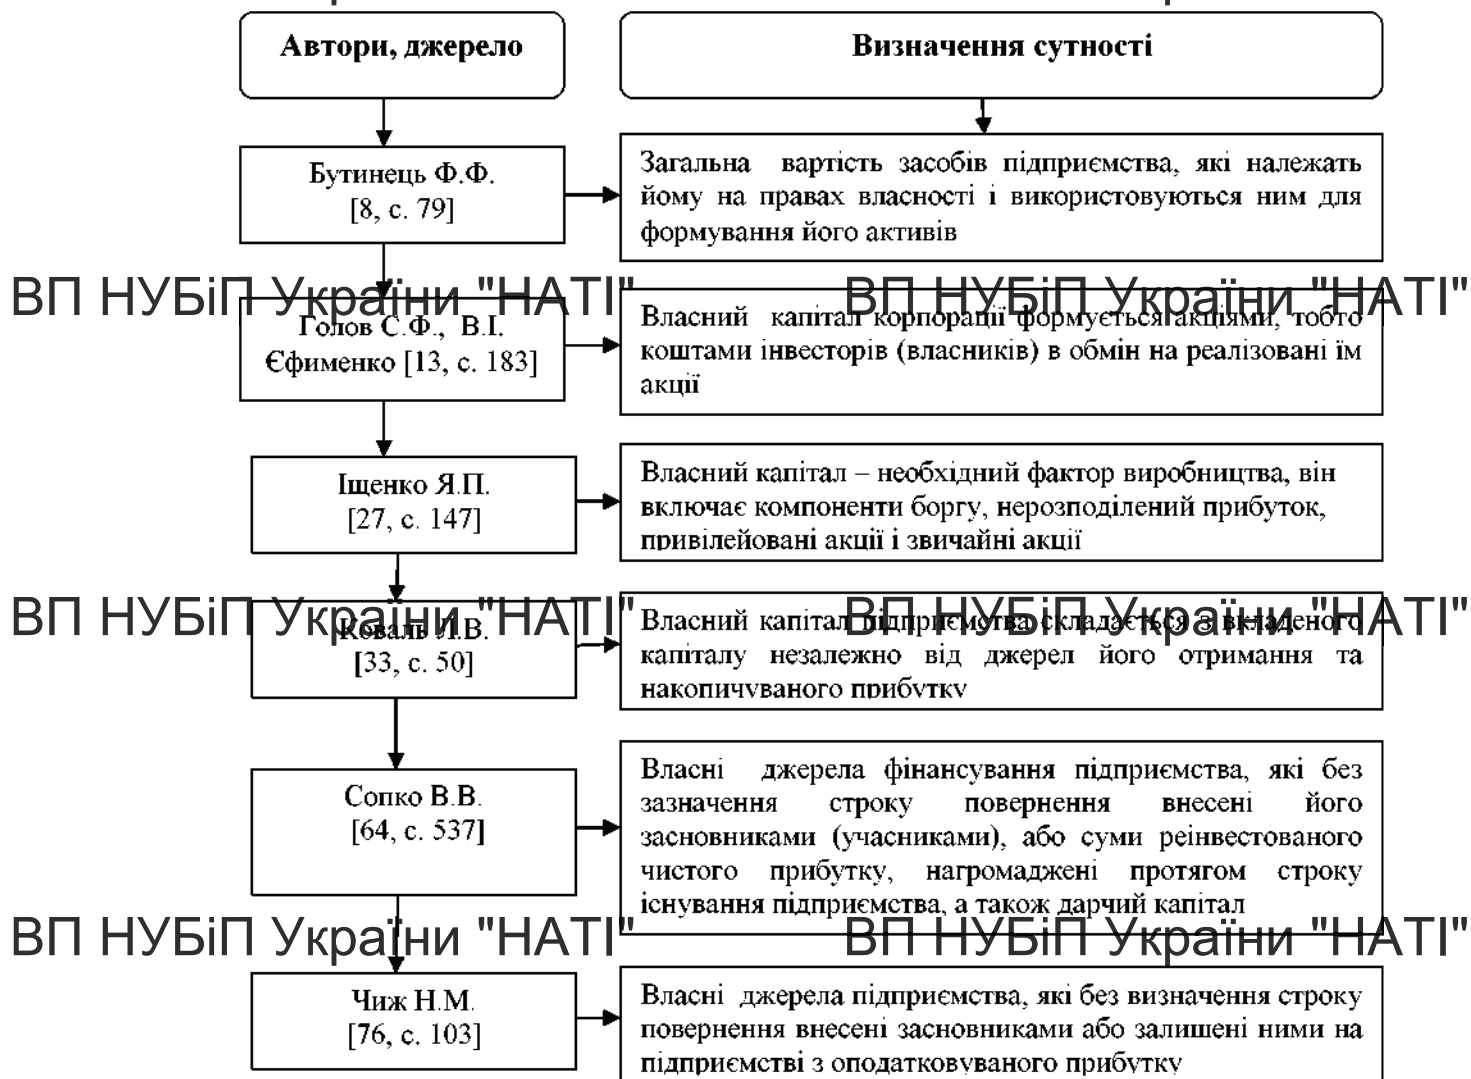 Автори, джерело
Визначення сутності
Бутинець Ф.Ф.
[8, с. 79]
Загальна вартість засобів підприємства, які належать
йому на правах власності і використовуються ним для
формування його активів
ВП НУБіП України "НАТІ"
ВП НУБіП України "НАТІ"
Голов С.Ф., В.І.
Єфименко [13, с. 183]
Власний капітал корпорації формується акціями, тобто
коштами інвесторів (власників) в обмін на реалізовані їм
акції
Іщенко Я.П.
[27, с. 147]
Власний капітал – необхідний фактор виробництва, він
включає компоненти боргу, нерозподілений прибуток,
привілейовані акції і звичайні акції
ВП НУБіП України "НАТІ"
ВП НУБіП України "НАТІ"
Коваль Л.В.
[33, с. 50]
Власний капітал підприємства складається з вкладеного
капіталу незалежно від джерел його отримання та
накопичуваного прибутку
Сопко В.В.
[64, с. 537]
Власні джерела фінансування підприємства, які без
зазначення строку повернення внесені його
засновниками (учасниками), або суми реінвестованого
чистого прибутку, нагромаджені протягом строку
існування підприємства, а також дарчий капітал
ВП НУБіП України "НАТІ"
ВП НУБіП України "НАТІ"
Чиж Н.М.
[76, с. 103]
Власні джерела підприємства, які без визначення строку
повернення внесені засновниками або залишені ними на
підприємстві з оподатковуваного прибутку